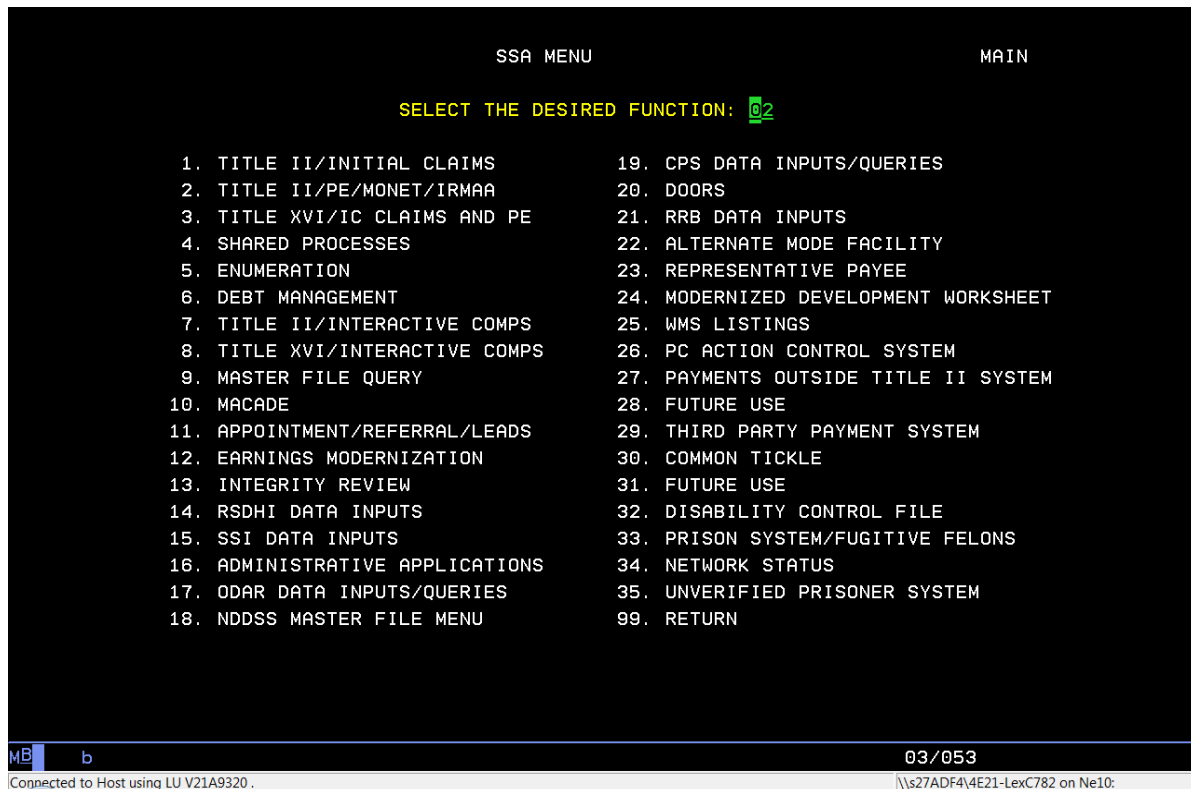 SSA MENU MAIN
SELECT THE DESIRED FUNCTION: 02
1. TITLE II/INITIAL CLAIMS 19. CPS DATA INPUTS/QUERIES
2. TITLE II/PE/MONET/IRMAA 20. DOORS
3. TITLE XVI/IC CLAIMS AND PE 21. RRB DATA INPUTS
4. SHARED PROCESSES 22. ALTERNATE MODE FACILITY
5. ENUMERATION 23. REPRESENTATIVE PAYEE
6. DEBT MANAGEMENT 24. MODERNIZED DEVELOPMENT WORKSHEET
7. TITLE II/INTERACTIVE COMPS 25. WMS LISTINGS
8. TITLE XVI/INTERACTIVE COMPS 26. PC ACTION CONTROL SYSTEM
9. MASTER FILE QUERY 27. PAYMENTS OUTSIDE TITLE II SYSTEM
10. MACADE 28. FUTURE USE
11. APPOINTMENT/REFERRAL/LEADS 29. THIRD PARTY PAYMENT SYSTEM
12. EARNINGS MODERNIZATION 30. COMMON TICKLE
13. INTEGRITY REVIEW 31. FUTURE USE
14. RSDHI DATA INPUTS 32. DISABILITY CONTROL FILE
15. SSI DATA INPUTS 33. PRISON SYSTEM/FUGITIVE FELONS
16. ADMINISTRATIVE APPLICATIONS 34. NETWORK STATUS
17. ODAR DATA INPUTS/QUERIES 35. UNVERIFIED PRISONER SYSTEM
18. NDDSS MASTER FILE MENU 99. RETURN
MB b 03/053
Connected to Host using LU V21A9320 . \\s27ADF4\4E21-LexC782 on Ne10: